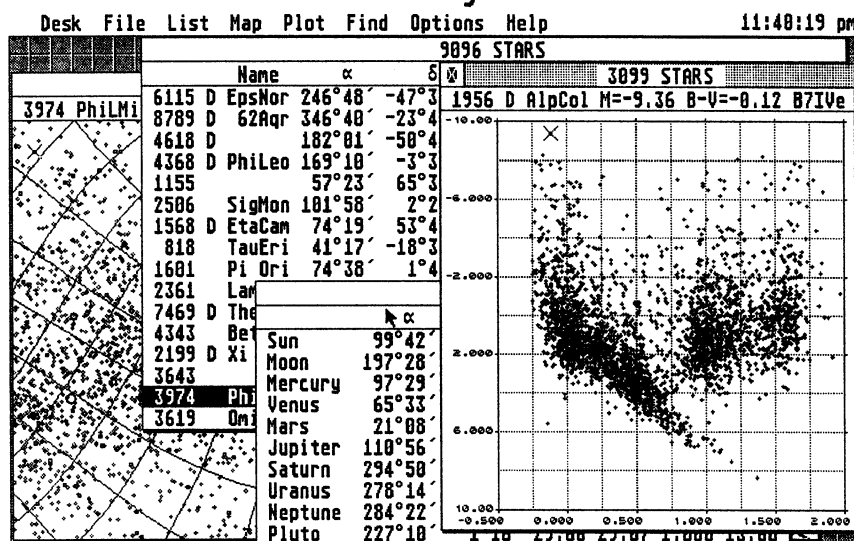 Desk File List Map Plot Find Options Help 11:40:19 pm
9096 STARS
Name α δ
3974 PhiLMi
6115 D EpsNor 246°48´ -47°3
8789 D 62Aqr 346°40´ -23°4
4618 D 182°01´ -50°4
4368 D PhiLeo 169°10´ -3°3
1155 57°23´ 65°3
2506 SigMon 101°58´ 2°2
1568 D EtaCam 74°19´ 53°4
818 TauEri 41°17´ -18°3
1601 Pi Ori 74°38´ 1°4
2361 Lam
7469 D The
4343 Bet
2199 D Xi
3643
3974 Phi
3619 Omi
α
Sun 99°42´
Moon 197°28´
Mercury 97°29´
Venus 65°33´
Mars 21°08´
Jupiter 110°56´
Saturn 294°50´
Uranus 278°14´
Neptune 284°22´
Pluto 227°10´
3099 STARS
1956 D AlpCol M=-9.36 B-V=-0.12 B7IVe
-10.00
-6.000
-2.000
2.000
6.000
10.00
-0.500 0.000 0.500 1.000 1.500 2.000